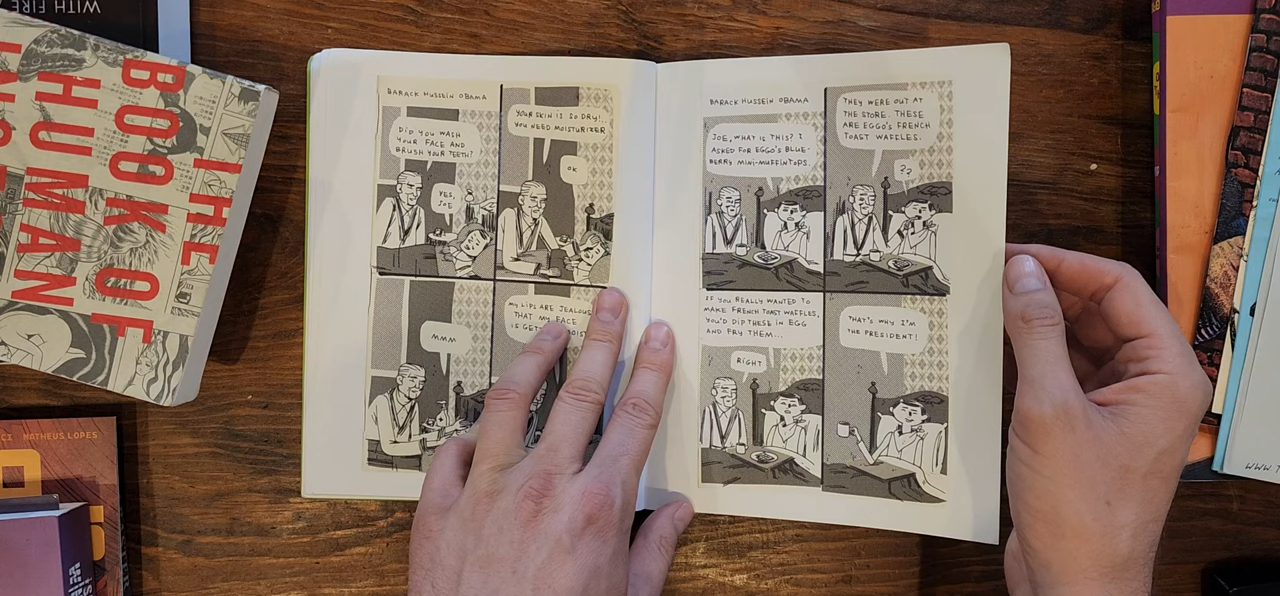 WITH FIRE
THE
BOOK OF
HUMAN
CI MATHEUS LOPES
BARACK HUSSEIN OBAMA
DID YOU WASH
YOUR FACE AND
BRUSH YOUR TEETH?
YES,
JOE
YOUR SKIN IS SO DRY!..
YOU NEED MOISTURIZER
OK
MMM
MY LIPS ARE JEALOUS
THAT MY FACE
IS
BARACK HUSSEIN OBAMA
JOE, WHAT IS THIS? I
ASKED FOR EGGO'S BLUE-
BERRY MINI-MUFFINTOPS.
THEY WERE OUT AT
THE STORE. THESE
ARE EGGO'S FRENCH
TOAST WAFFLES.
??
IF YOU REALLY WANTED TO
MAKE FRENCH TOAST WAFFLES,
YOU'D DIP THESE IN EGG
AND FRY THEM...
RIGHT
THAT'S WHY I'M
THE PRESIDENT!